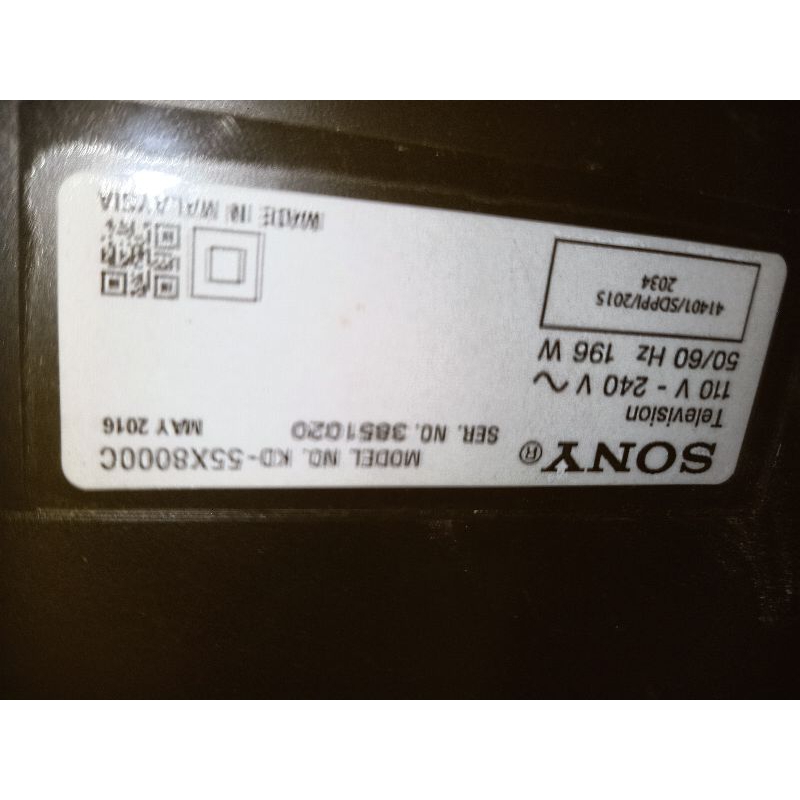 SONY®
MODEL NO. KD-55X8000C
Television
SER. NO. 3851020
MAY 2016
110 V - 240 V ~
50/60 Hz 196 W
41401/SDPPI/2015
2034
MADE IN MALAYSIA